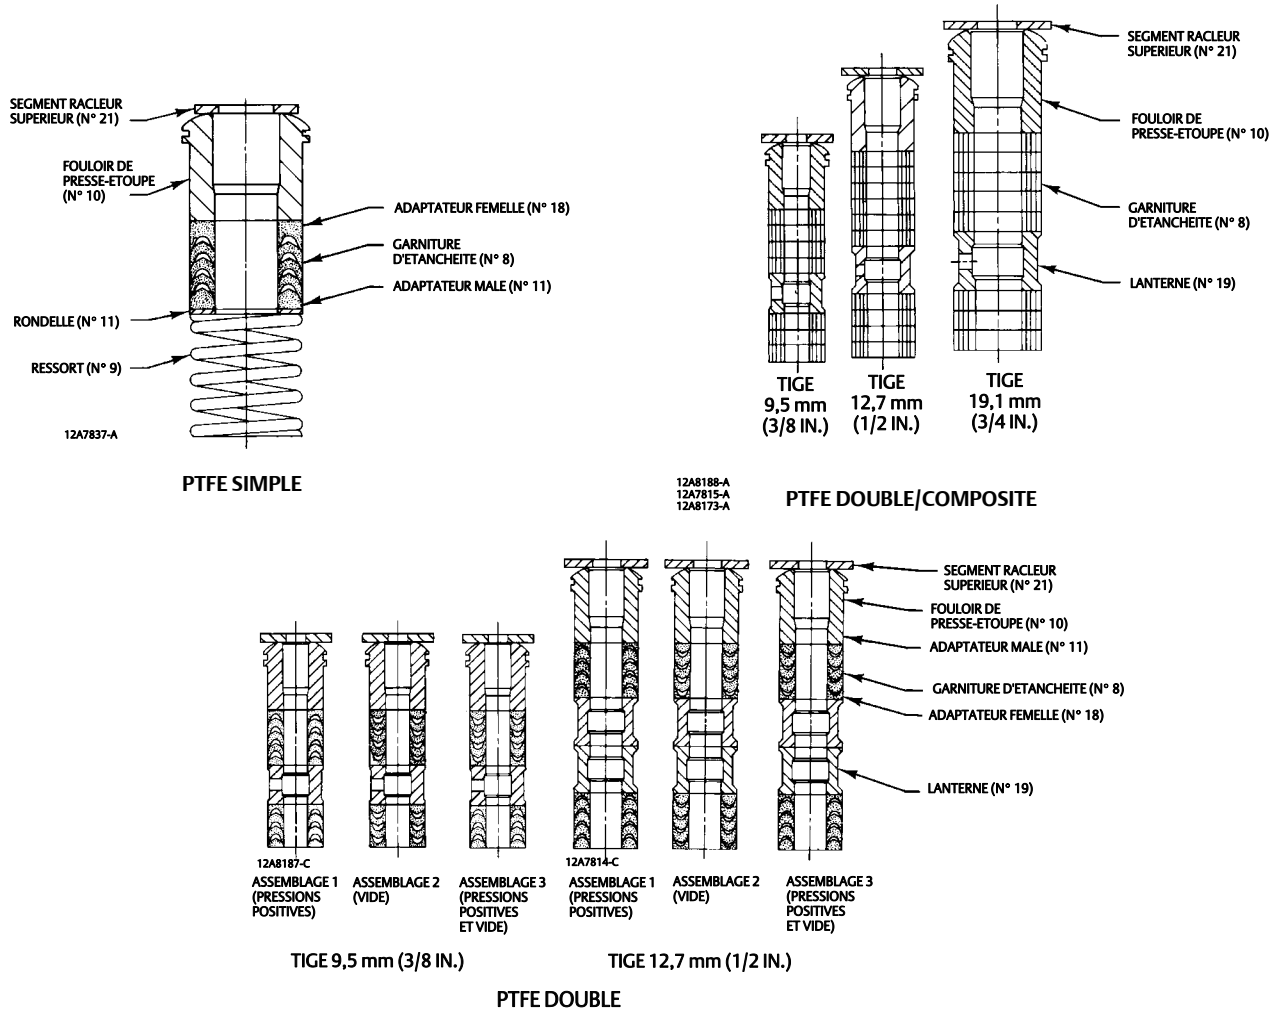 SEGMENT RACLEUR
SUPERIEUR (N° 21)
FOULOIR DE
PRESSE-ETOUPE
(N° 10)
ADAPTATEUR FEMELLE (N° 18)
GARNITURE
D'ETANCHEITE (N° 8)
ADAPTATEUR MALE (N° 11)
RONDELLE (N° 11)
RESSORT (N° 9)
12A7837-A
PTFE SIMPLE
SEGMENT RACLEUR
SUPERIEUR (N° 21)
FOULOIR DE
PRESSE-ETOUPE (N° 10)
GARNITURE
D'ETANCHEITE (N° 8)
LANTERNE (N° 19)
TIGE
9,5 mm
(3/8 IN.)
TIGE
12,7 mm
(1/2 IN.)
TIGE
19,1 mm
(3/4 IN.)
12A8188-A
12A7815-A
12A8173-A
PTFE DOUBLE/COMPOSITE
SEGMENT RACLEUR
SUPERIEUR (N° 21)
FOULOIR DE
PRESSE-ETOUPE (N° 10)
ADAPTATEUR MALE (N° 11)
GARNITURE D'ETANCHEITE (N° 8)
ADAPTATEUR FEMELLE (N° 18)
LANTERNE (N° 19)
12A8187-C
ASSEMBLAGE 1
(PRESSIONS
POSITIVES)
ASSEMBLAGE 2
(VIDE)
ASSEMBLAGE 3
(PRESSIONS
POSITIVES
ET VIDE)
12A7814-C
ASSEMBLAGE 1
(PRESSIONS
POSITIVES)
ASSEMBLAGE 2
(VIDE)
ASSEMBLAGE 3
(PRESSIONS
POSITIVES
ET VIDE)
TIGE 9,5 mm (3/8 IN.)
TIGE 12,7 mm (1/2 IN.)
PTFE DOUBLE